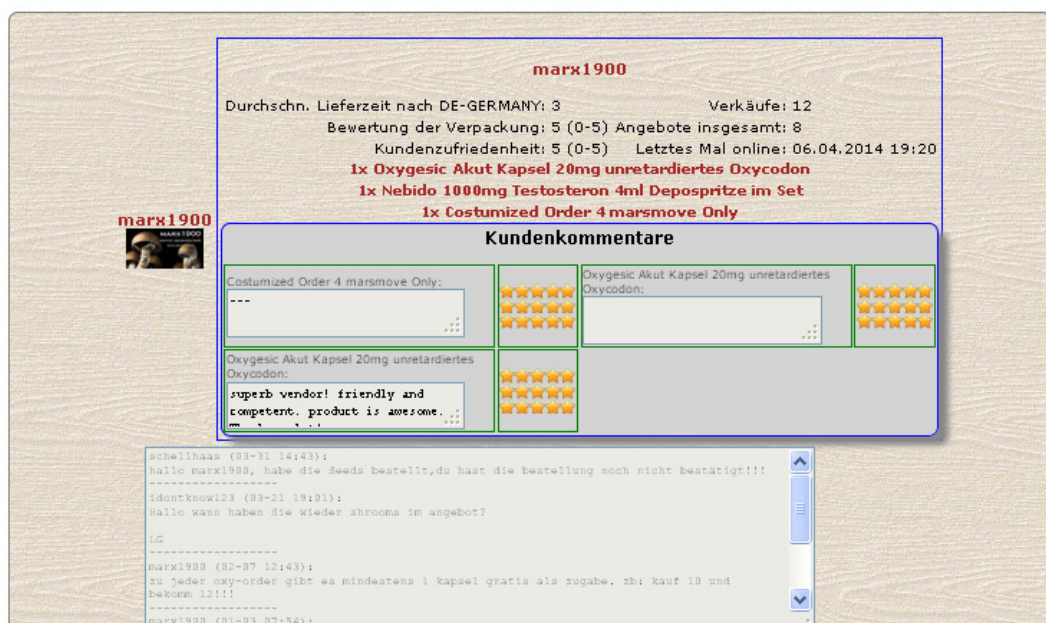 marx1900
Durchschn. Lieferzeit nach DE-GERMANY: 3 Verkäufe: 12
Bewertung der Verpackung: 5 (0-5) Angebote insgesamt: 8
Kundenzufriedenheit: 5 (0-5) Letztes Mal online: 06.04.2014 19:20
1x Oxygesic Akut Kapsel 20mg unretardiertes Oxycodon
1x Nebido 1000mg Testosteron 4ml Depospritze im Set
1x Costumized Order 4 marsmove Only
marx1900
MARX1900
Kundenkommentare
Costumized Order 4 marsmove Only:
---
Oxygesic Akut Kapsel 20mg unretardiertes
Oxycodon:
Oxygesic Akut Kapsel 20mg unretardiertes
Oxycodon:
superb vendor! friendly and
competent. product is awesome.
schellhaas (03-31 14:43):
hallo marx1900, habe die Seeds bestellt,du hast die bestellung noch nicht bestätigt!!!
-----------------
idontknow123 (03-21 19:01):
Hallo wann haben Sie wieder shrooms im angebot?
LG
-----------------
marx1900 (02-07 12:43):
zu jeder oxy-order gibt es mindestens 1 kapsel gratis als zugabe. zb: kauf 10 und
bekomm 12!!!
-----------------
marx1900 (01-03 07:54):